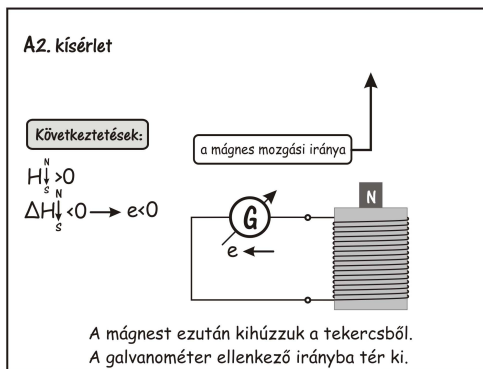 A2. kísérlet
Következtetések:
a mágnes mozgási iránya
H N↓S >0
ΔH N↓S <0 → e<0
N
G
e ←
A mágnest ezután kihúzzuk a tekercsből.
A galvanométer ellenkező irányba tér ki.